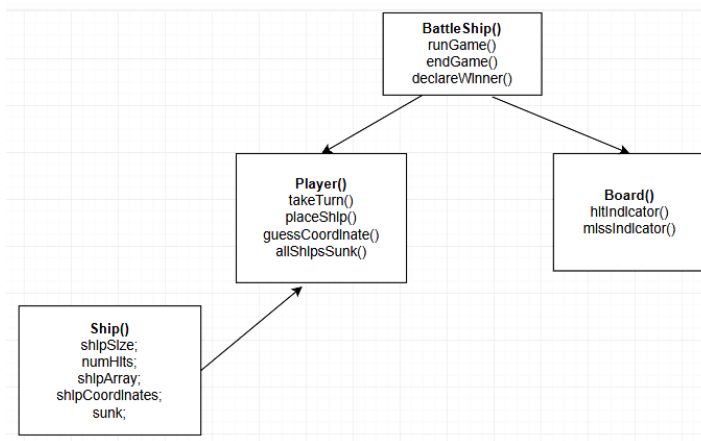 BattleShip()
runGame()
endGame()
declareWInner()
Player()
takeTurn()
placeShIp()
guessCoordInate()
allShIpsSunk()
Board()
hItIndIcator()
mIssIndIcator()
Ship()
shIpSIze;
numHIts;
shIpArray;
shIpCoordInates;
sunk;